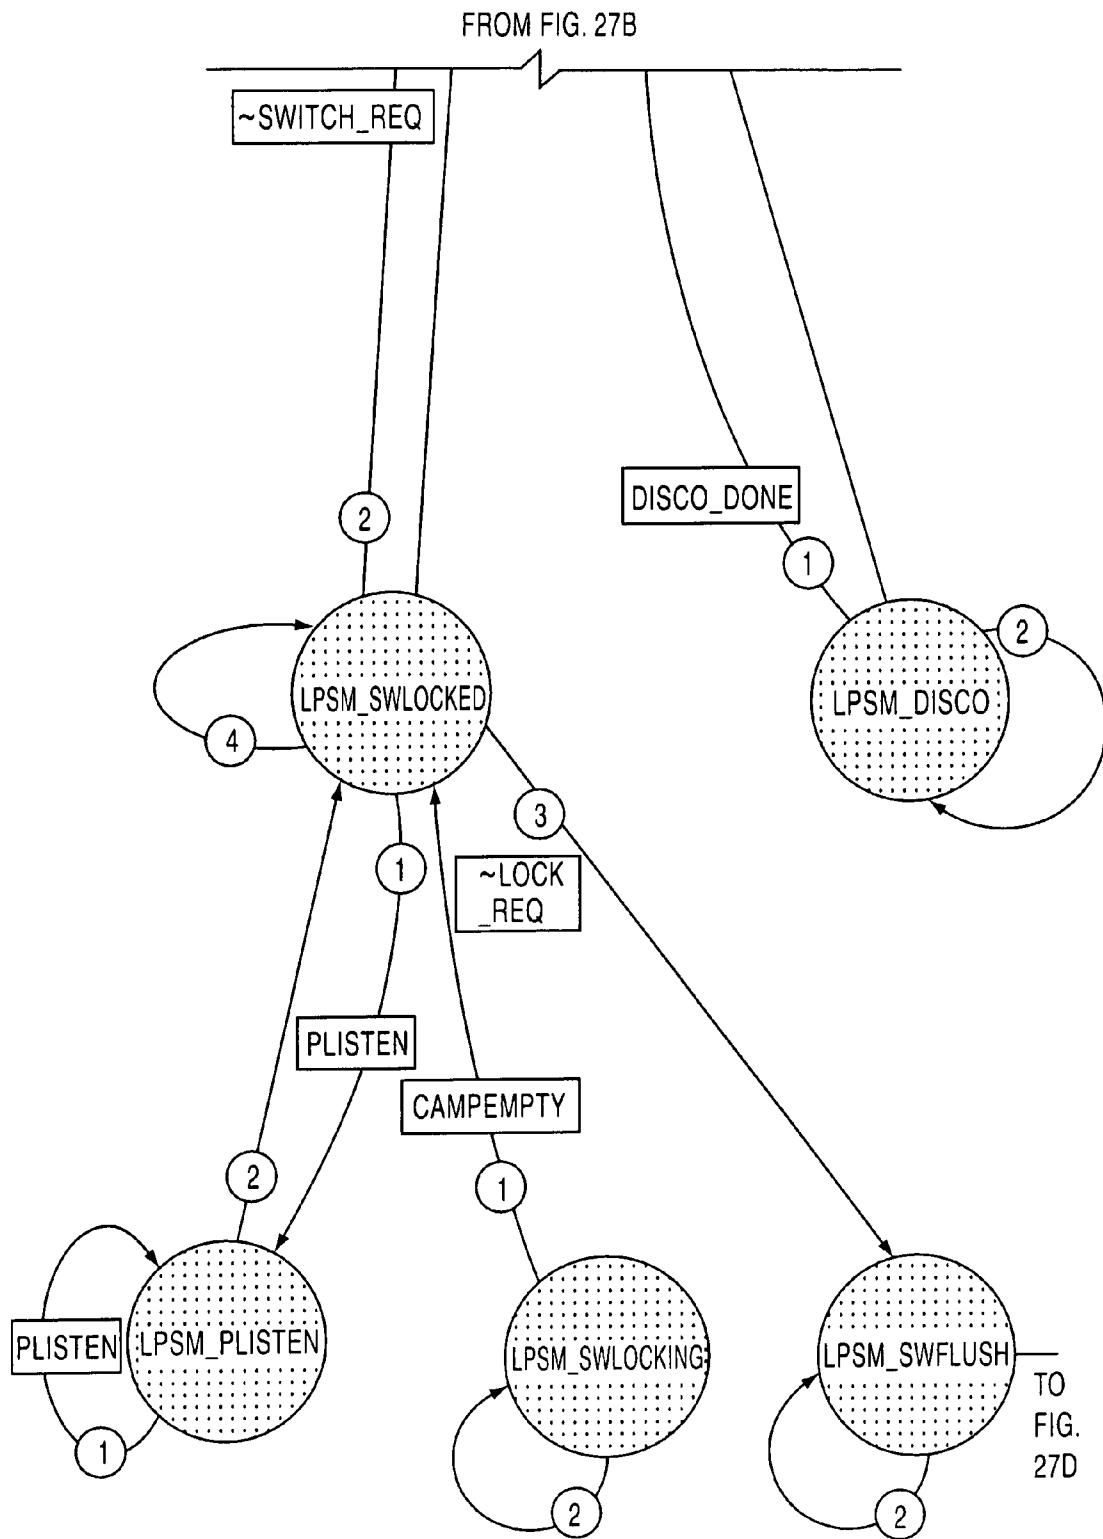 FROM FIG. 27B
~SWITCH_REQ
DISCO_DONE
2
1
2
LPSM_SWLOCKED
LPSM_DISCO
4
3
1
~LOCK
_REQ
PLISTEN
CAMPEMPTY
2
1
PLISTEN
LPSM_PLISTEN
LPSM_SWLOCKING
LPSM_SWFLUSH
TO
FIG.
27D
1
2
2